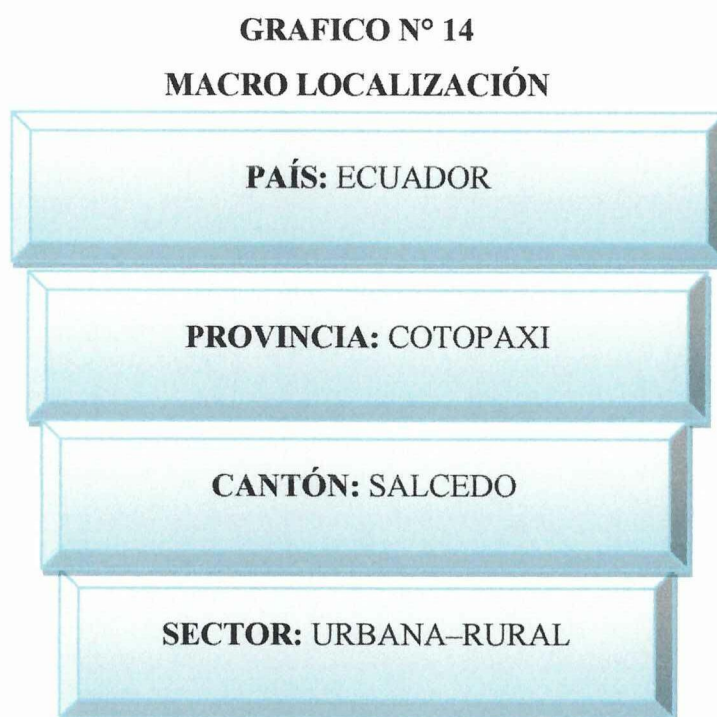 GRAFICO N° 14
MACRO LOCALIZACIÓN
PAÍS: ECUADOR
PROVINCIA: COTOPAXI
CANTÓN: SALCEDO
SECTOR: URBANA–RURAL